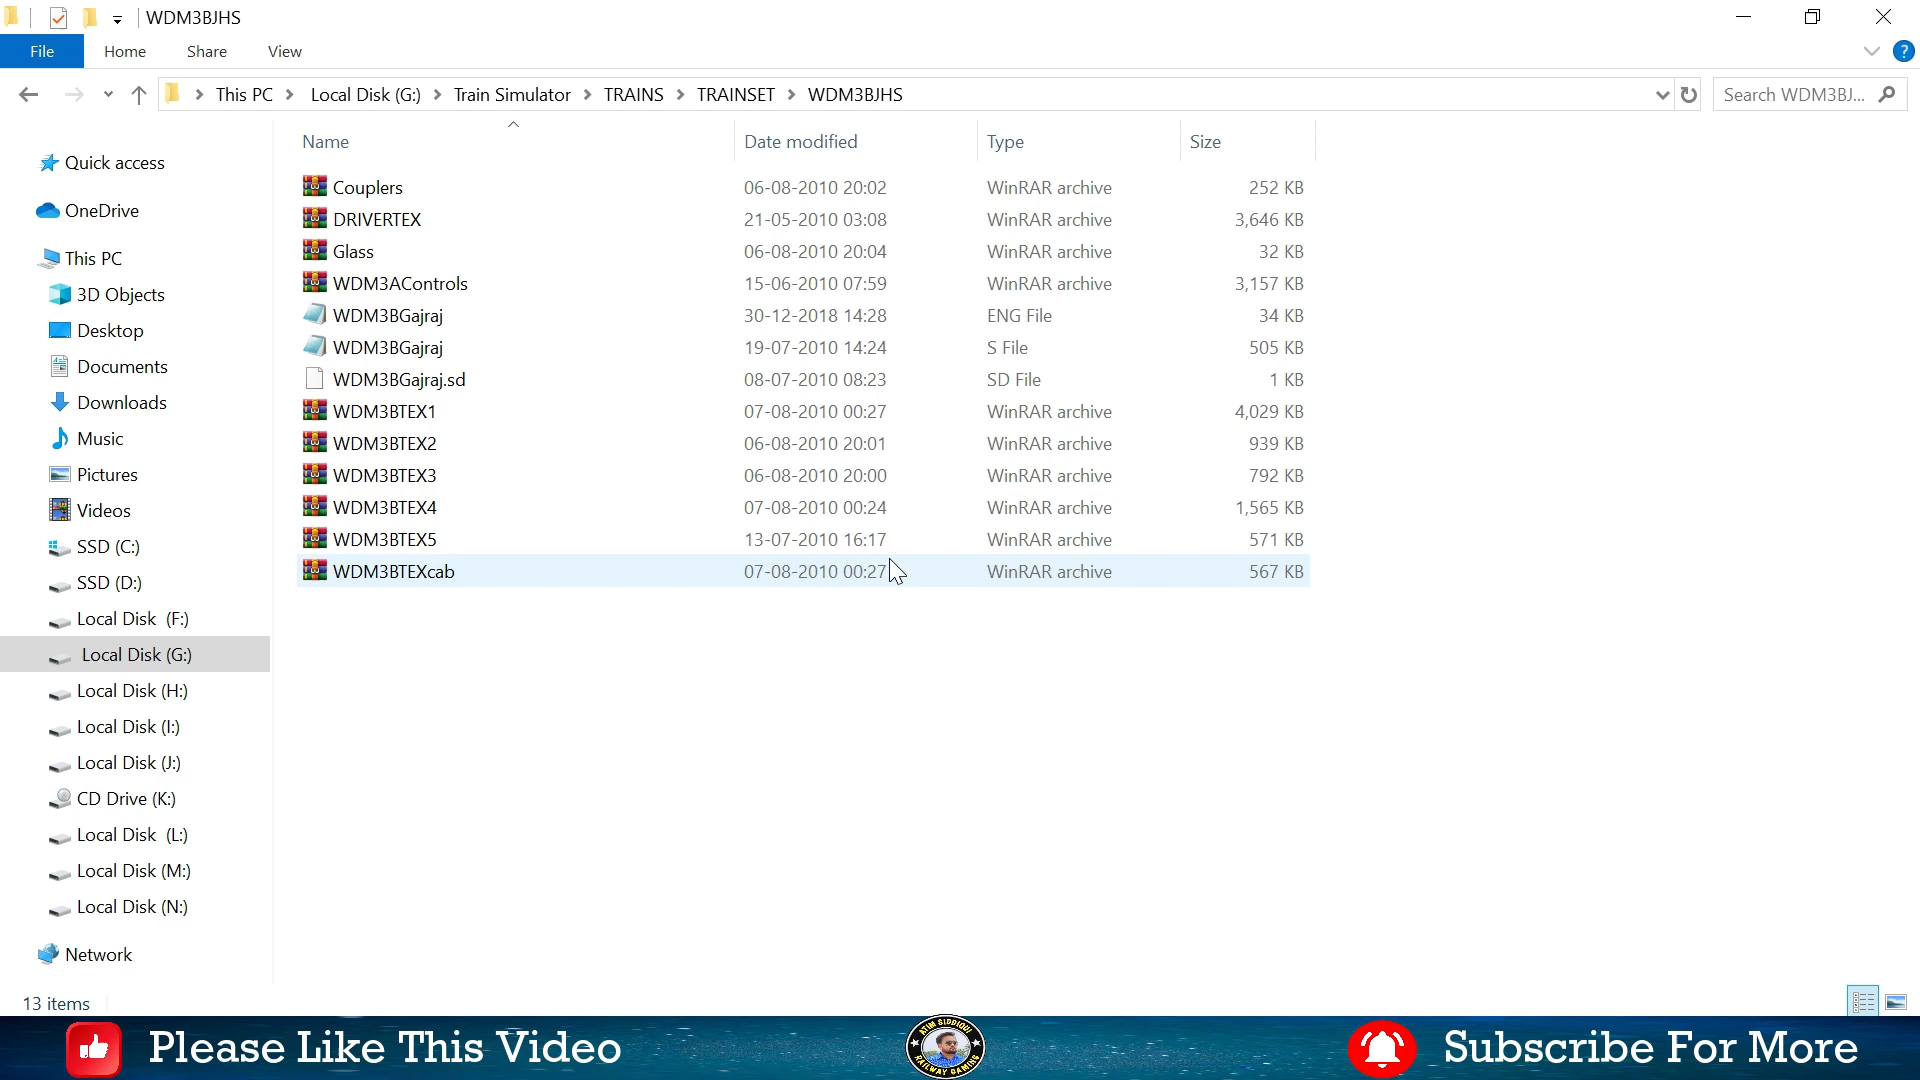 WDM3BJHS
File Home Share View
This PC Local Disk (G:) Train Simulator TRAINS TRAINSET WDM3BJHS
Search WDM3BJ...
Name Date modified Type Size
Couplers 06-08-2010 20:02 WinRAR archive 252 KB
DRIVERTEX 21-05-2010 03:08 WinRAR archive 3,646 KB
Glass 06-08-2010 20:04 WinRAR archive 32 KB
WDM3AControls 15-06-2010 07:59 WinRAR archive 3,157 KB
WDM3BGajraj 30-12-2018 14:28 ENG File 34 KB
WDM3BGajraj 19-07-2010 14:24 S File 505 KB
WDM3BGajraj.sd 08-07-2010 08:23 SD File 1 KB
WDM3BTEX1 07-08-2010 00:27 WinRAR archive 4,029 KB
WDM3BTEX2 06-08-2010 20:01 WinRAR archive 939 KB
WDM3BTEX3 06-08-2010 20:00 WinRAR archive 792 KB
WDM3BTEX4 07-08-2010 00:24 WinRAR archive 1,565 KB
WDM3BTEX5 13-07-2010 16:17 WinRAR archive 571 KB
WDM3BTEXcab 07-08-2010 00:27 WinRAR archive 567 KB
Quick access
OneDrive
This PC
3D Objects
Desktop
Documents
Downloads
Music
Pictures
Videos
SSD (C:)
SSD (D:)
Local Disk (F:)
Local Disk (G:)
Local Disk (H:)
Local Disk (I:)
Local Disk (J:)
CD Drive (K:)
Local Disk (L:)
Local Disk (M:)
Local Disk (N:)
Network
13 items
Please Like This Video
ATIM SIDDIQUI
RAILWAY GAMING
Subscribe For More